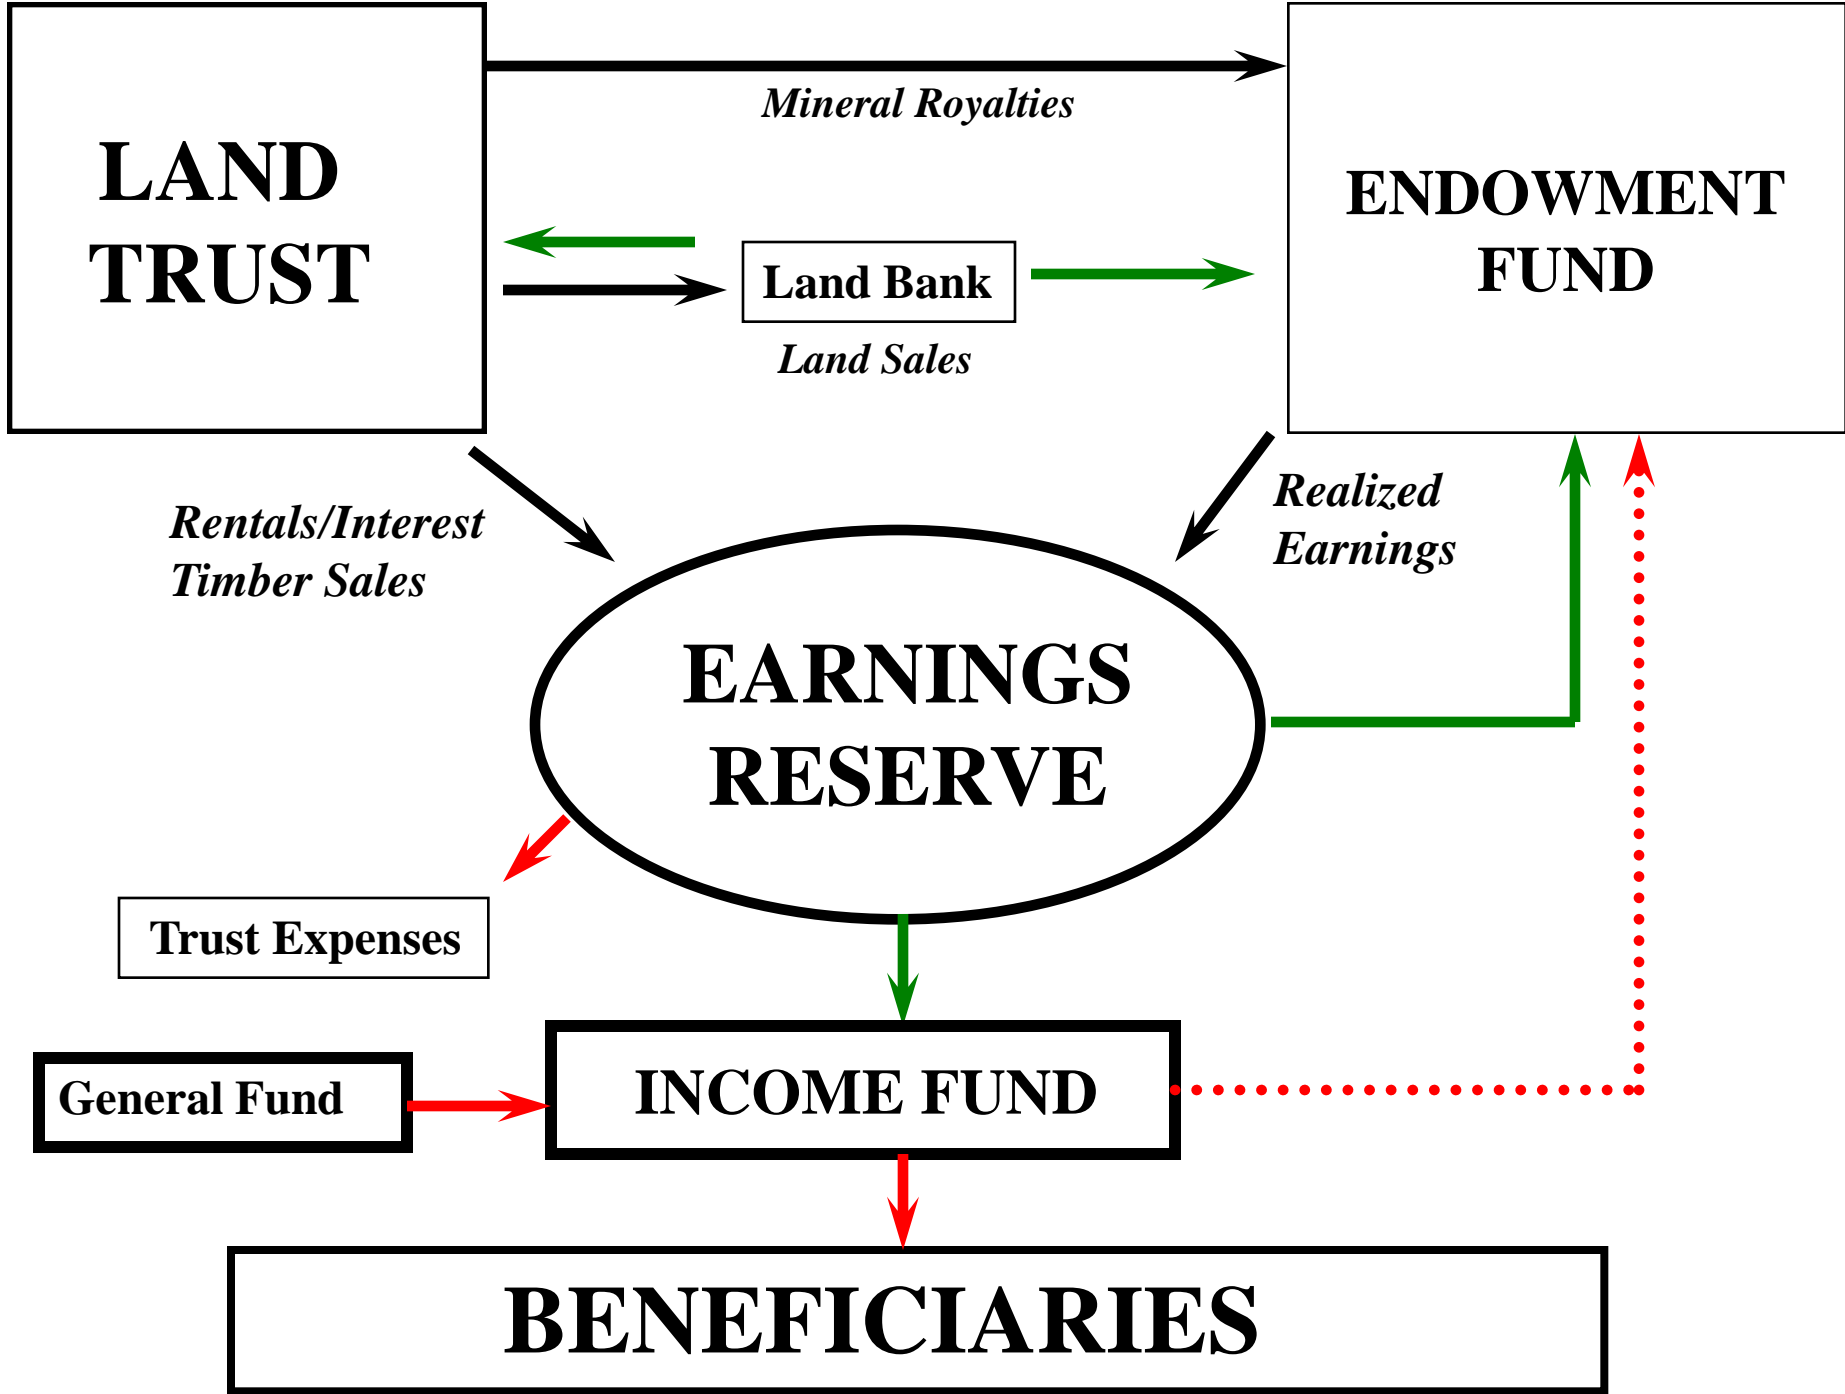 LAND
TRUST
Mineral Royalties
ENDOWMENT
FUND
Land Bank
Land Sales
Rentals/Interest
Timber Sales
Realized
Earnings
EARNINGS
RESERVE
Trust Expenses
General Fund
INCOME FUND
BENEFICIARIES